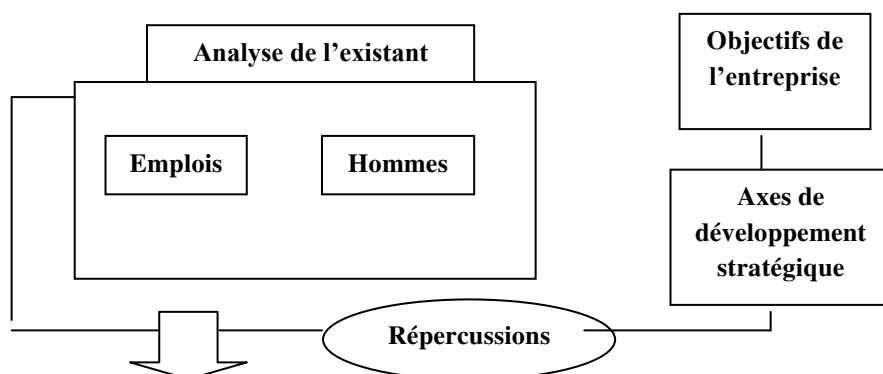 Analyse de l’existant
Emplois
Hommes
Objectifs de
l’entreprise
Axes de
développement
stratégique
Répercussions